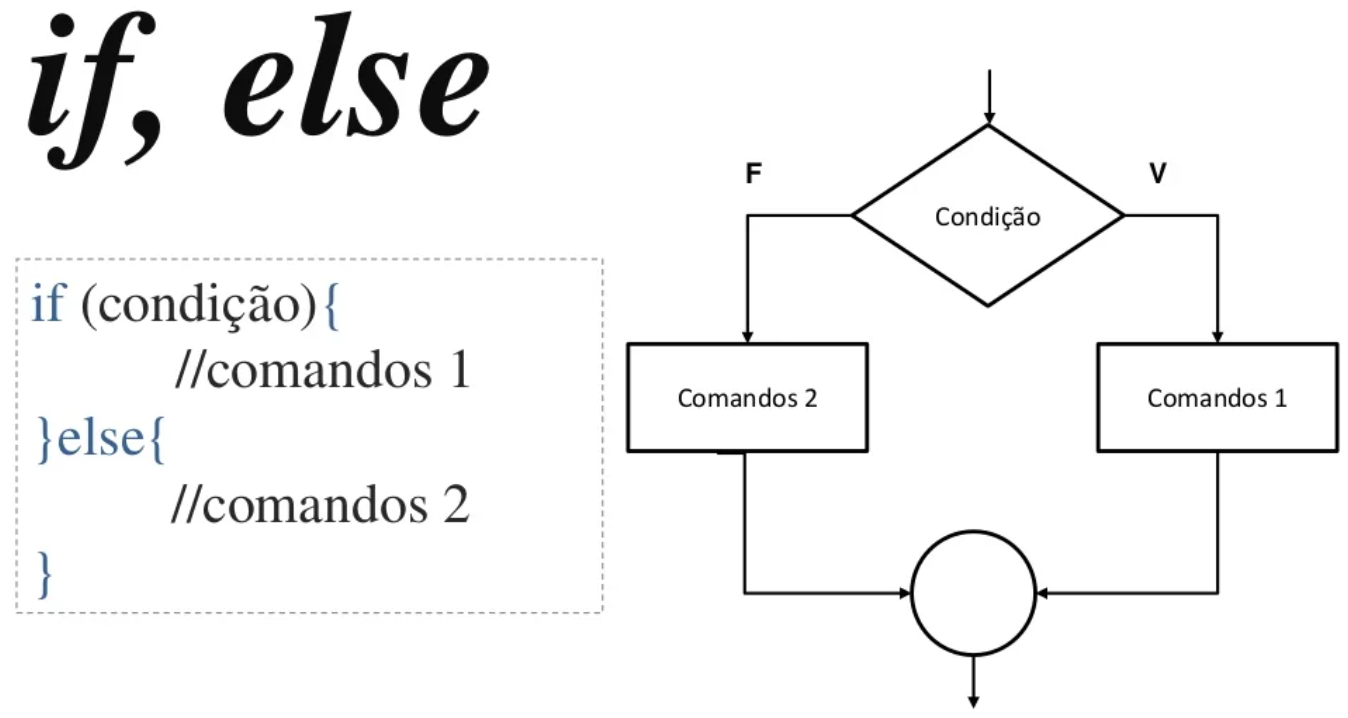 if, else
if (condição){
//comandos 1
}else{
//comandos 2
}
F
V
Condição
Comandos 2
Comandos 1